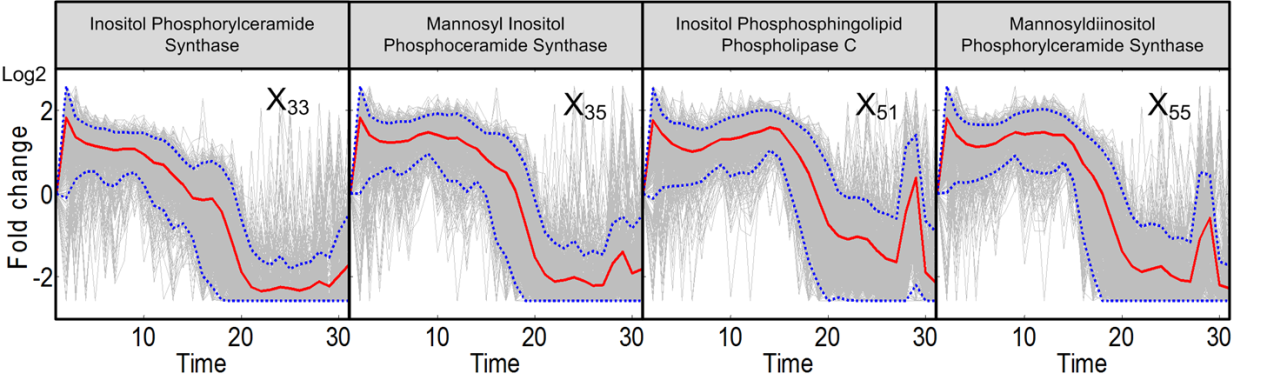 Inositol Phosphorylceramide
Synthase
Mannosyl Inositol
Phosphoceramide Synthase
Inositol Phosphosphingolipid
Phospholipase C
Mannosyldiinositol
Phosphorylceramide Synthase
Log2
Fold change
2
0
-2
X33
X35
X51
X55
10 20 30
10 20 30
10 20 30
10 20 30
Time
Time
Time
Time